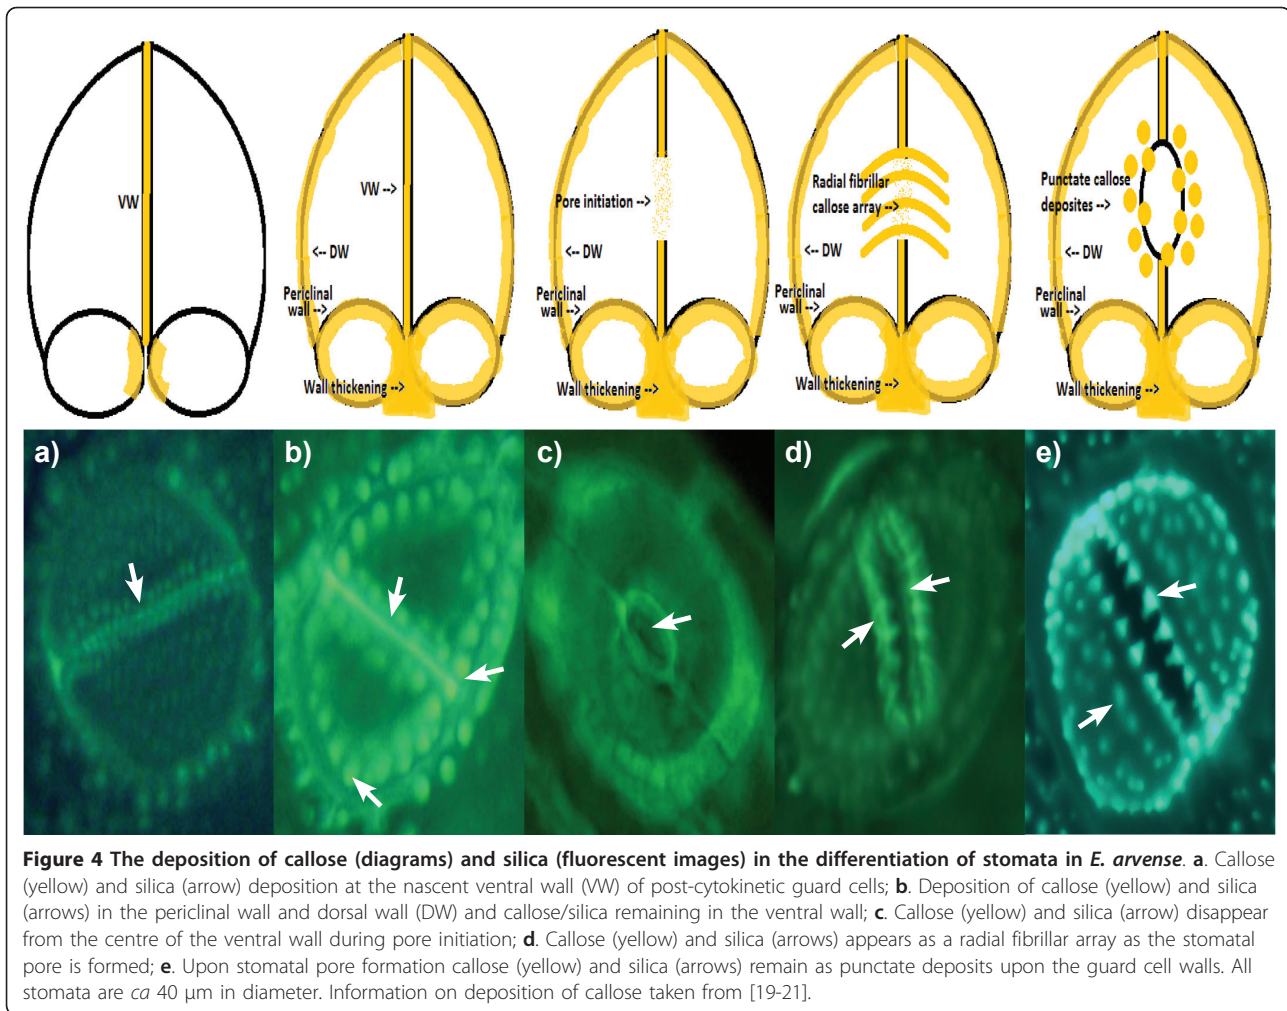 VW
VW -->
<-- DW
Periclinal
wall -->
Wall thickening -->
Pore initiation -->
<-- DW
Periclinal
wall -->
Wall thickening -->
Radial fibrillar
callose array -->
<-- DW
Periclinal
wall -->
Wall thickening -->
Punctate callose
deposites -->
<-- DW
Periclinal
wall -->
Wall thickening -->
a)
b)
c)
d)
e)
Figure 4 The deposition of callose (diagrams) and silica (fluorescent images) in the differentiation of stomata in E. arvense. a. Callose
(yellow) and silica (arrow) deposition at the nascent ventral wall (VW) of post-cytokinetic guard cells; b. Deposition of callose (yellow) and silica
(arrows) in the periclinal wall and dorsal wall (DW) and callose/silica remaining in the ventral wall; c. Callose (yellow) and silica (arrow) disappear
from the centre of the ventral wall during pore initiation; d. Callose (yellow) and silica (arrows) appears as a radial fibrillar array as the stomatal
pore is formed; e. Upon stomatal pore formation callose (yellow) and silica (arrows) remain as punctate deposits upon the guard cell walls. All
stomata are ca 40 μm in diameter. Information on deposition of callose taken from [19-21].